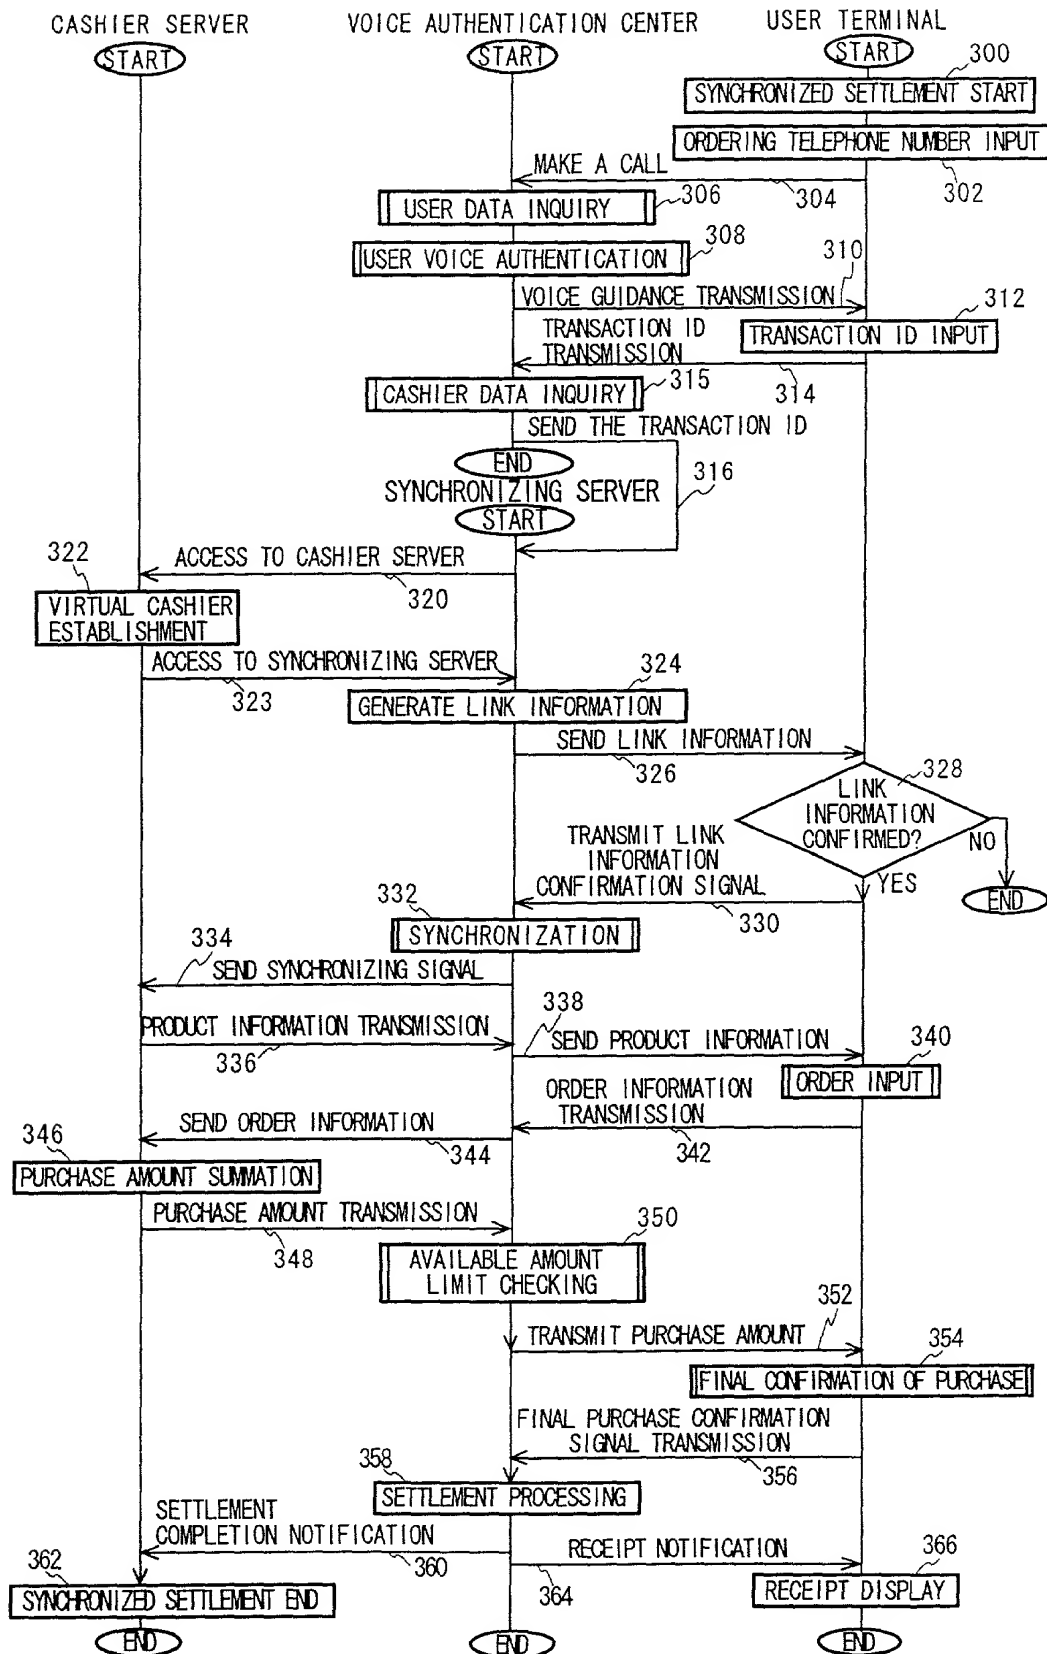 CASHIER SERVER
VOICE AUTHENTICATION CENTER
USER TERMINAL
START
START
START
300
SYNCHRONIZED SETTLEMENT START
ORDERING TELEPHONE NUMBER INPUT
302
MAKE A CALL
304
USER DATA INQUIRY
306
USER VOICE AUTHENTICATION
308
VOICE GUIDANCE TRANSMISSION
310
312
TRANSACTION ID INPUT
TRANSACTION ID
TRANSMISSION
314
CASHIER DATA INQUIRY
315
SEND THE TRANSACTION ID
END
316
SYNCHRONIZING SERVER
START
ACCESS TO CASHIER SERVER
320
322
VIRTUAL CASHIER
ESTABLISHMENT
ACCESS TO SYNCHRONIZING SERVER
323
324
GENERATE LINK INFORMATION
SEND LINK INFORMATION
326
328
LINK
INFORMATION
CONFIRMED?
NO
YES
END
TRANSMIT LINK
INFORMATION
CONFIRMATION SIGNAL
330
332
SYNCHRONIZATION
334
SEND SYNCHRONIZING SIGNAL
PRODUCT INFORMATION TRANSMISSION
336
338
SEND PRODUCT INFORMATION
340
ORDER INPUT
ORDER INFORMATION
TRANSMISSION
342
SEND ORDER INFORMATION
344
346
PURCHASE AMOUNT SUMMATION
PURCHASE AMOUNT TRANSMISSION
348
350
AVAILABLE AMOUNT
LIMIT CHECKING
352
TRANSMIT PURCHASE AMOUNT
354
FINAL CONFIRMATION OF PURCHASE
FINAL PURCHASE CONFIRMATION
SIGNAL TRANSMISSION
356
358
SETTLEMENT PROCESSING
SETTLEMENT
COMPLETION NOTIFICATION
360
RECEIPT NOTIFICATION
364
362
SYNCHRONIZED SETTLEMENT END
366
RECEIPT DISPLAY
END
END
END